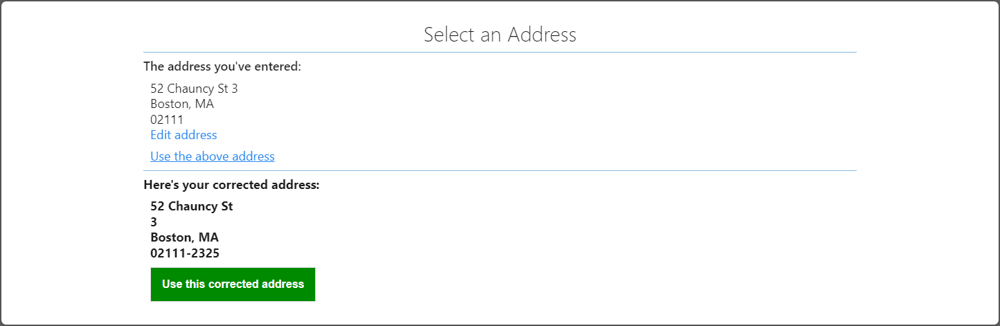 Select an Address
The address you've entered:
52 Chauncy St 3
Boston, MA
02111
Edit address
Use the above address
Here's your corrected address:
52 Chauncy St
3
Boston, MA
02111-2325
Use this corrected address